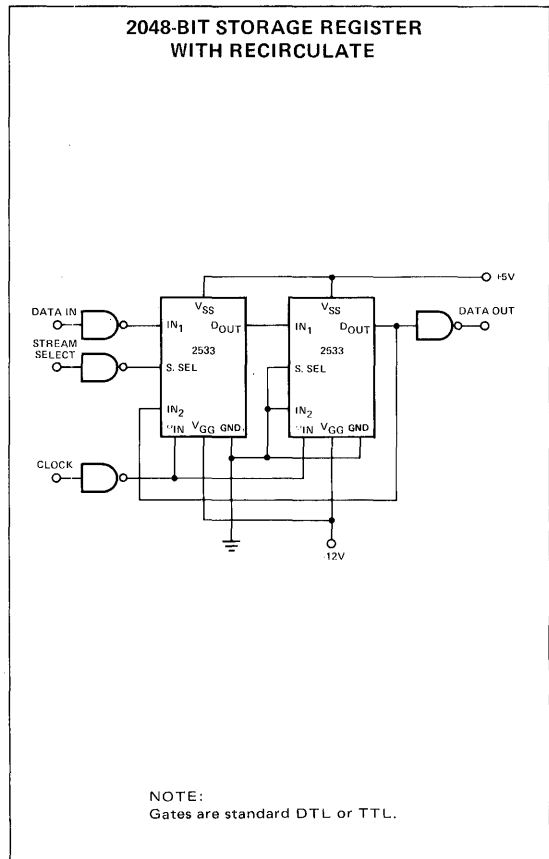 2048-BIT STORAGE REGISTER
WITH RECIRCULATE
+5V
VSS
VSS
DATA IN
IN1
DOUT
IN1
DOUT
DATA OUT
2533
2533
STREAM
SELECT
S. SEL
S. SEL
IN2
IN2
IN VGG GND
IN VGG GND
CLOCK
12V
NOTE:
Gates are standard DTL or TTL.